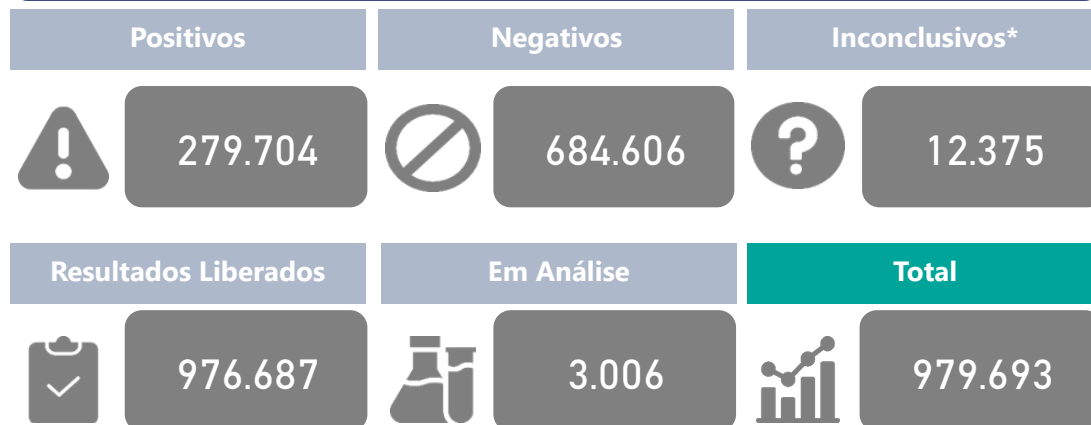 Positivos
Negativos
Inconclusivos*
279.704
684.606
12.375
Resultados Liberados
Em Análise
Total
976.687
3.006
979.693